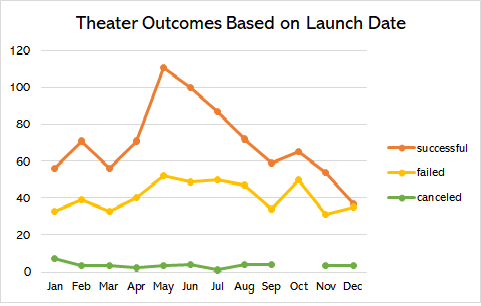 Theater Outcomes Based on Launch Date
120
100
80
60
40
20
0
Jan Feb Mar Apr May Jun Jul Aug Sep Oct Nov Dec
successful
failed
canceled